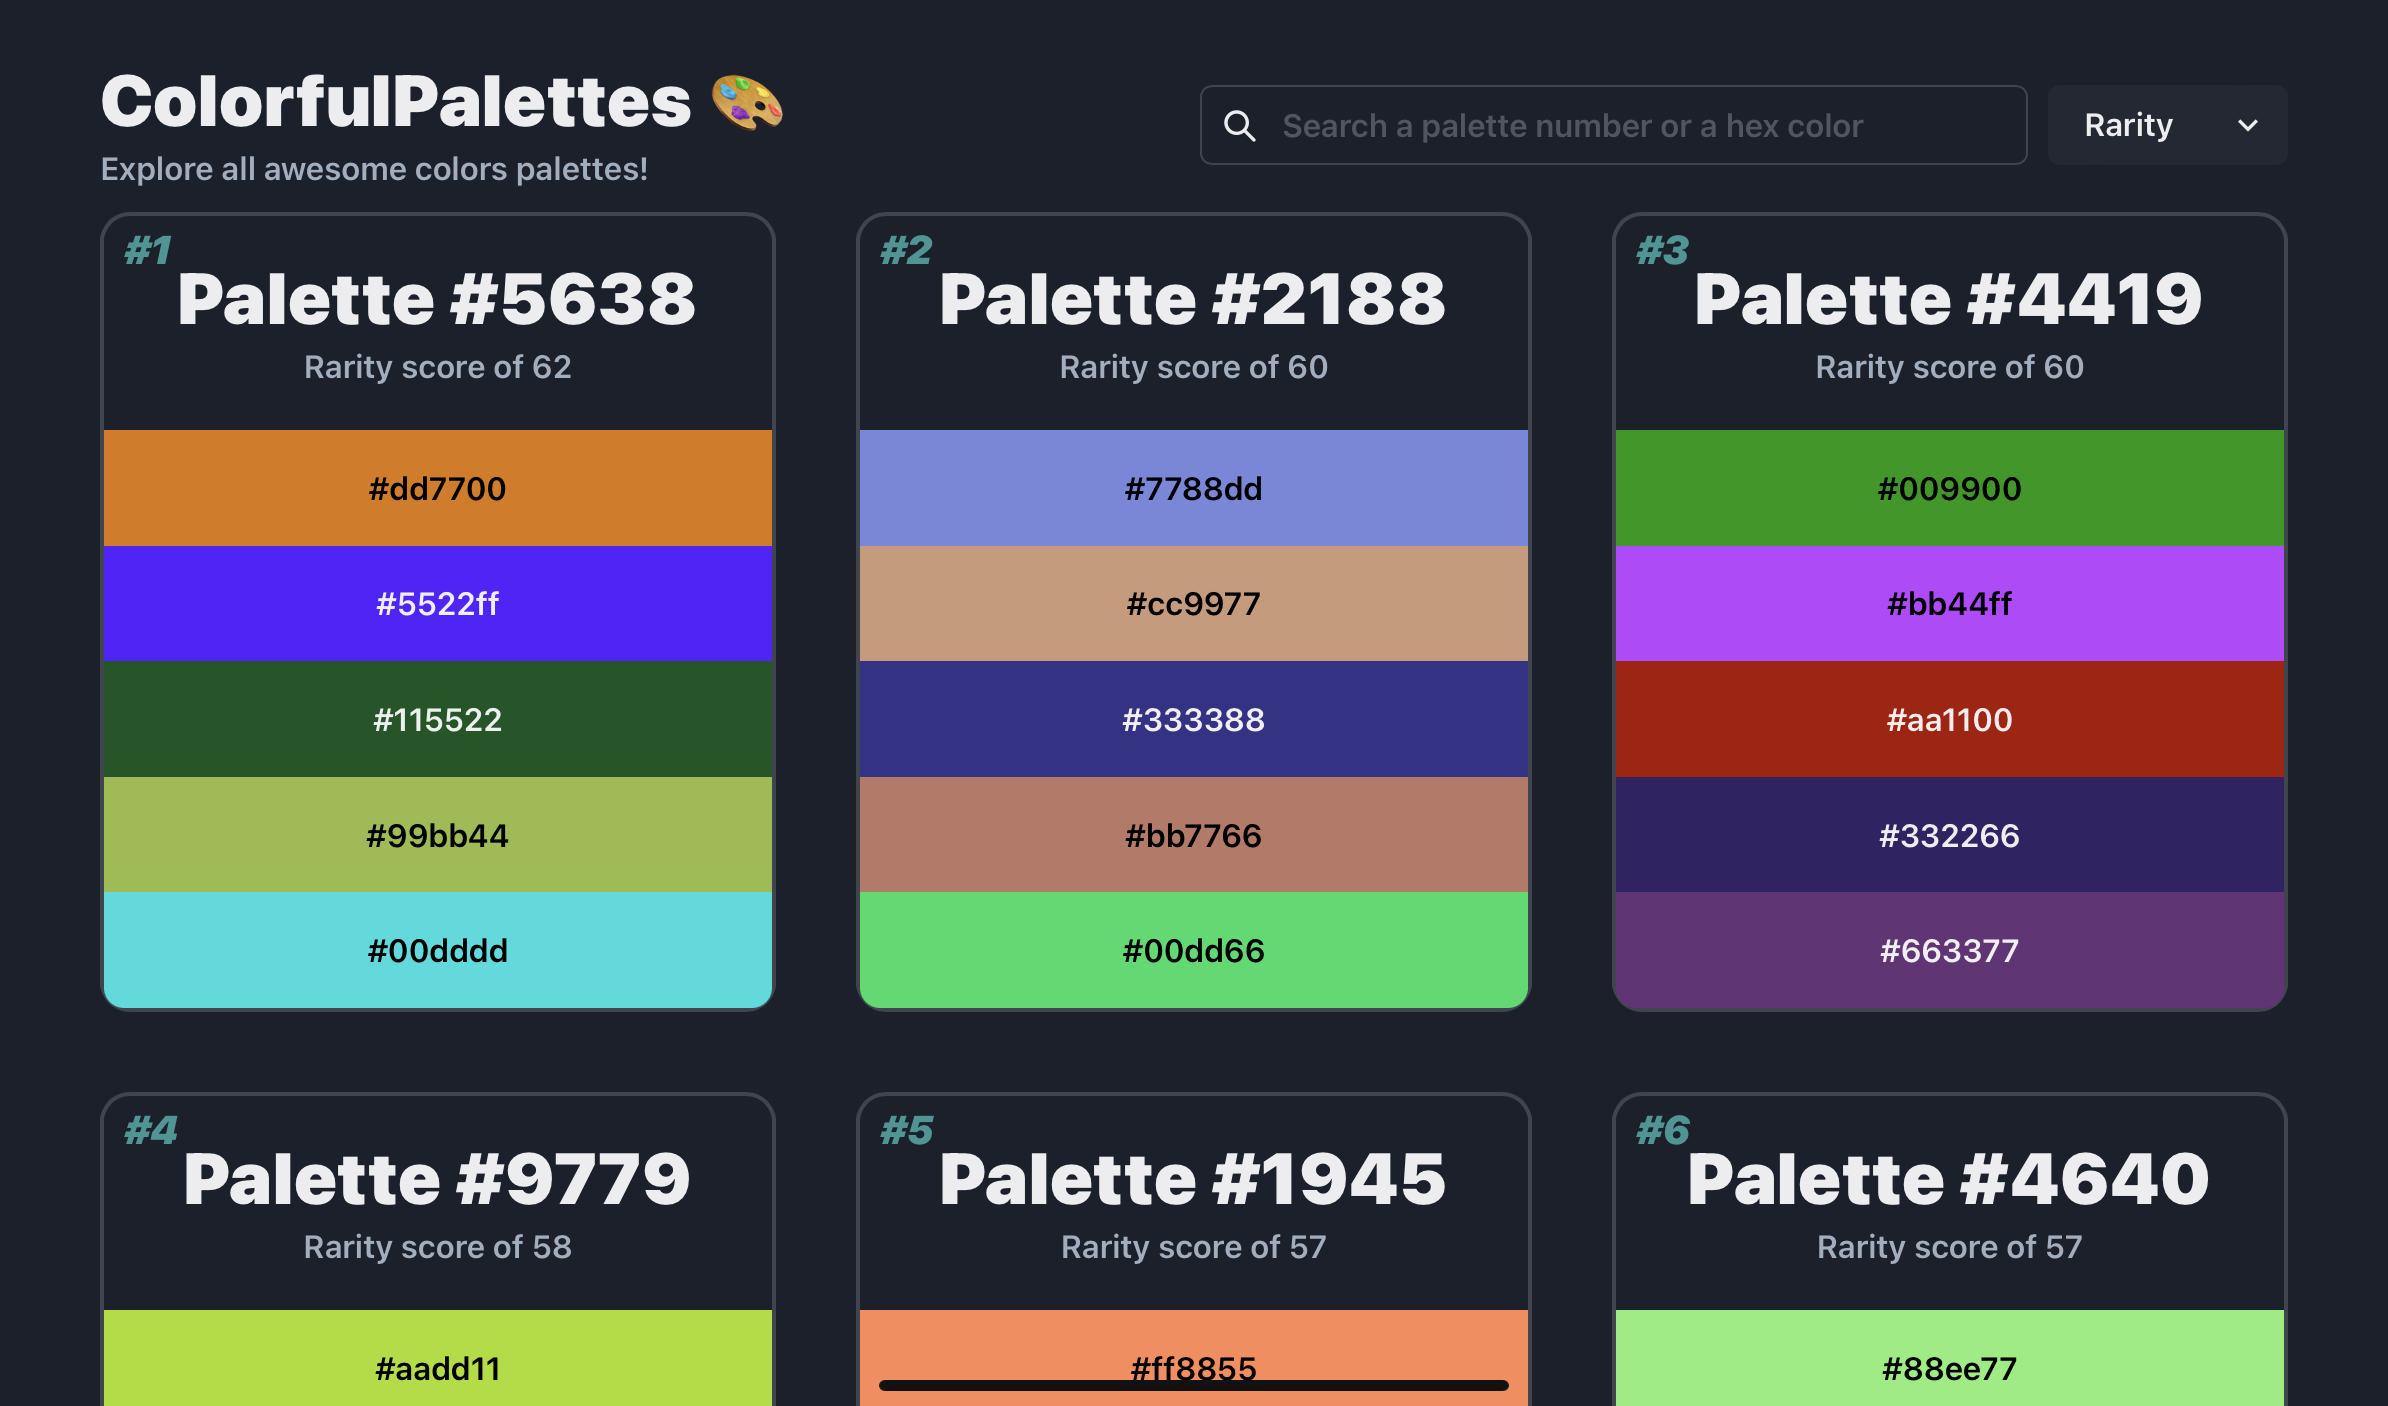 ColorfulPalettes 🎨
Explore all awesome colors palettes!
Search a palette number or a hex color
Rarity
#1
Palette #5638
Rarity score of 62
#dd7700
#5522ff
#115522
#99bb44
#00dddd
#2
Palette #2188
Rarity score of 60
#7788dd
#cc9977
#333388
#bb7766
#00dd66
#3
Palette #4419
Rarity score of 60
#009900
#bb44ff
#aa1100
#332266
#663377
#4
Palette #9779
Rarity score of 58
#aadd11
#5
Palette #1945
Rarity score of 57
#ff8855
#6
Palette #4640
Rarity score of 57
#88ee77